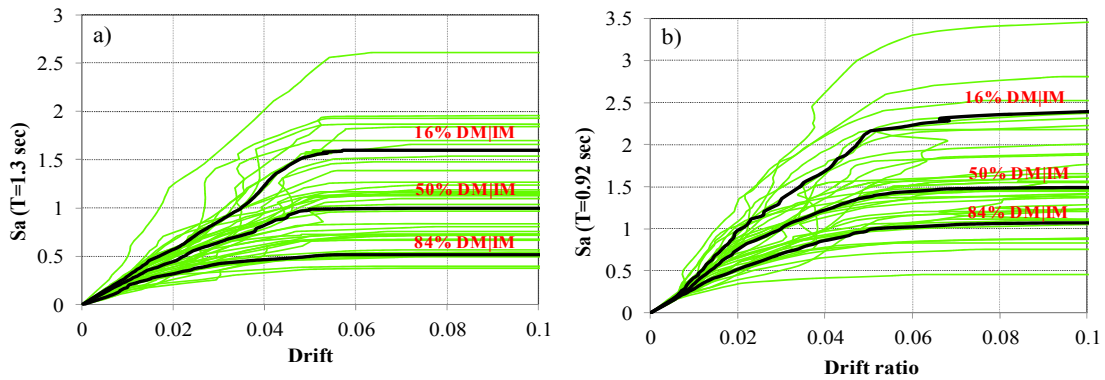 a)
3
2.5
2
1.5
1
0.5
0
0 0.02 0.04 0.06 0.08 0.1
Sa (T=1.3 sec)
Drift
16% DM|IM
50% DM|IM
84% DM|IM
b)
3.5
3
2.5
2
1.5
1
0.5
0
0 0.02 0.04 0.06 0.08 0.1
Sa (T=0.92 sec)
Drift ratio
16% DM|IM
50% DM|IM
84% DM|IM